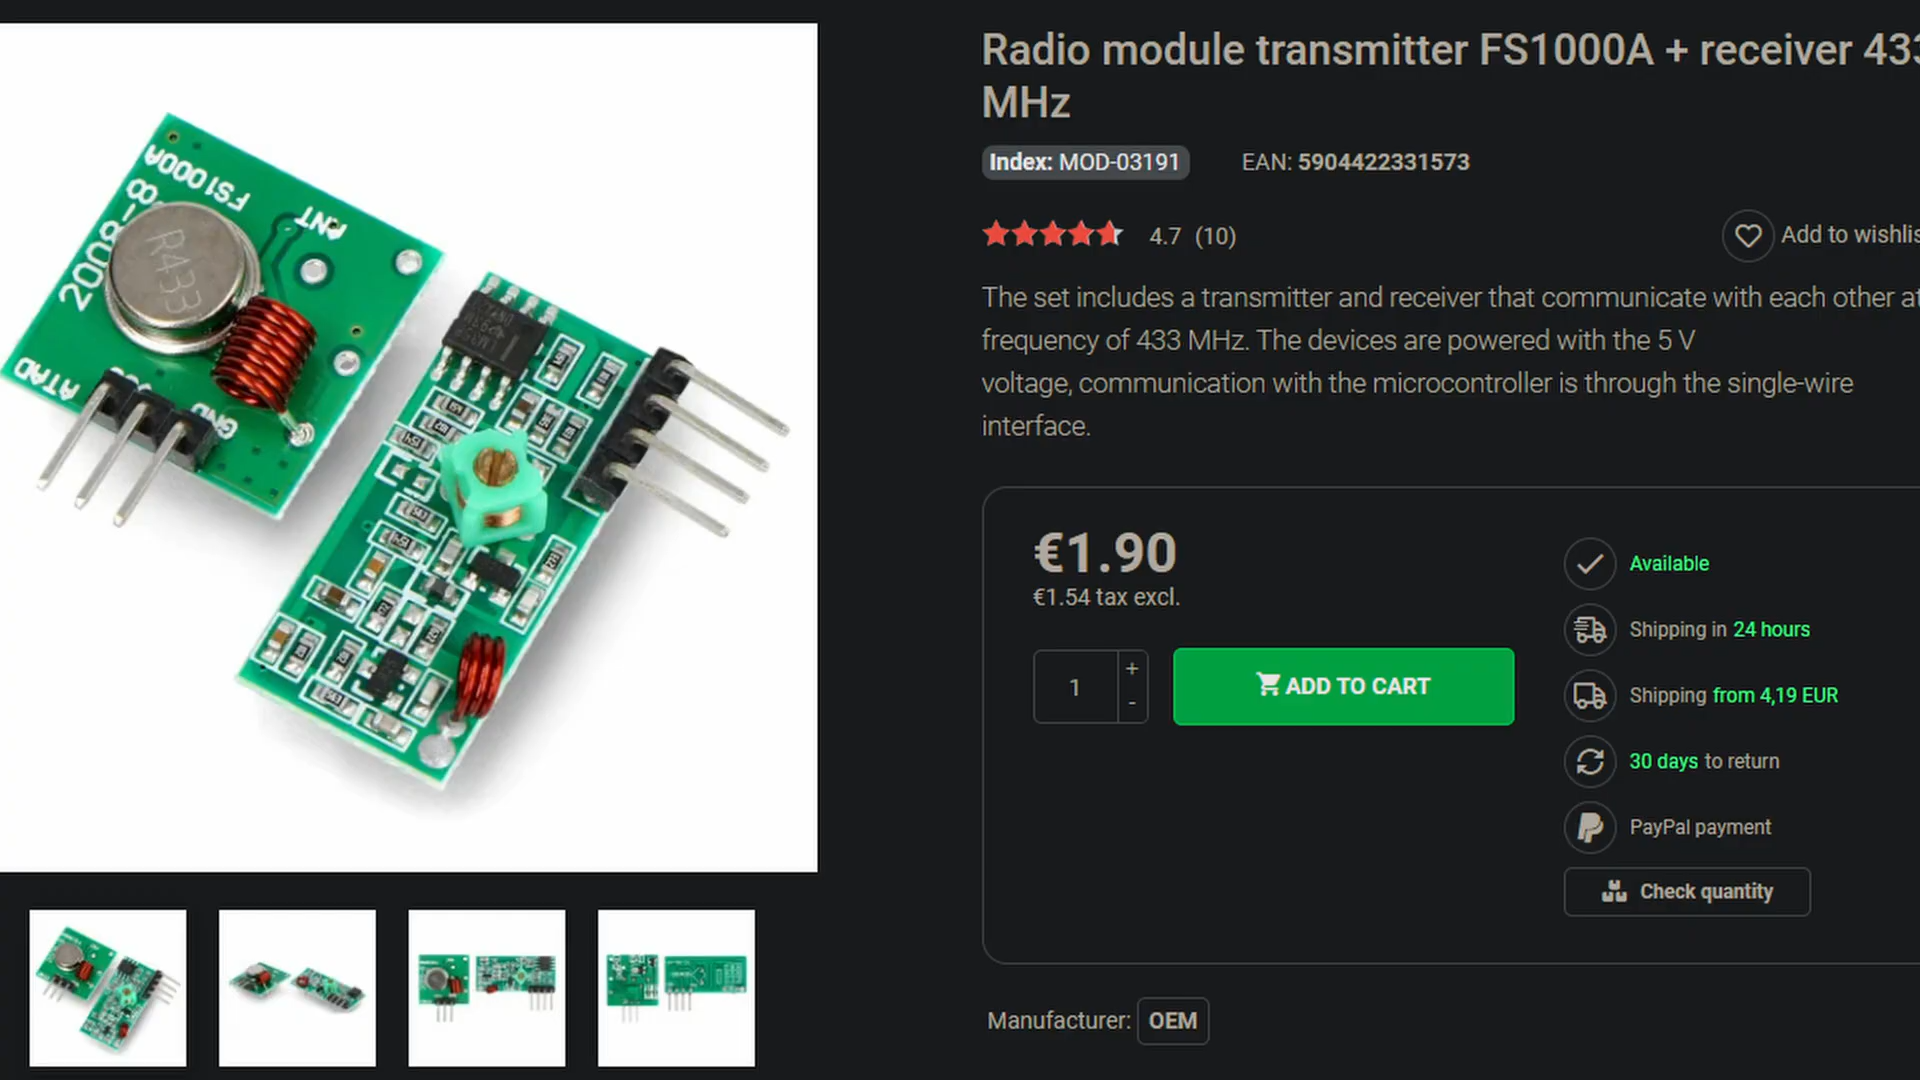 FS1000A
2008-8
ANT
R433
ATAD
GND
Radio module transmitter FS1000A + receiver 433
MHz
Index: MOD-03191 EAN: 5904422331573
4.7 (10)
Add to wishlis
The set includes a transmitter and receiver that communicate with each other at
frequency of 433 MHz. The devices are powered with the 5 V
voltage, communication with the microcontroller is through the single-wire
interface.
€1.90
€1.54 tax excl.
1
+
-
ADD TO CART
Available
Shipping in 24 hours
Shipping from 4,19 EUR
30 days to return
PayPal payment
Check quantity
Manufacturer: OEM